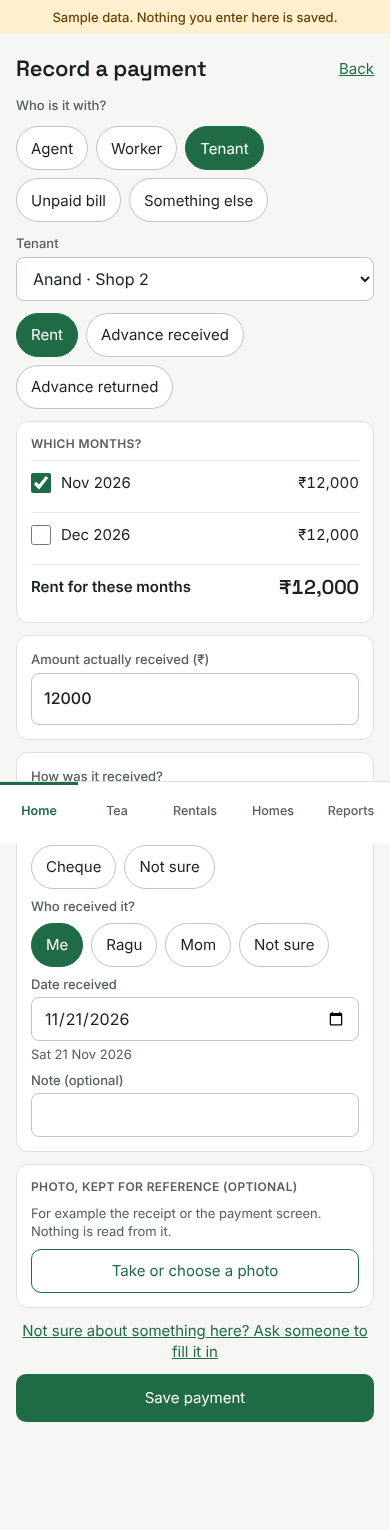 Sample data. Nothing you enter here is saved.
Record a payment
Back
Who is it with?
Agent
Worker
Tenant
Unpaid bill
Something else
Tenant
Anand · Shop 2
Rent
Advance received
Advance returned
WHICH MONTHS?
Nov 2026 ₹12,000
Dec 2026 ₹12,000
Rent for these months ₹12,000
Amount actually received (₹)
12000
How was it received?
Home
Tea
Rentals
Homes
Reports
Cheque
Not sure
Who received it?
Me
Ragu
Mom
Not sure
Date received
11/21/2026
Sat 21 Nov 2026
Note (optional)
PHOTO, KEPT FOR REFERENCE (OPTIONAL)
For example the receipt or the payment screen.
Nothing is read from it.
Take or choose a photo
Not sure about something here? Ask someone to
fill it in
Save payment